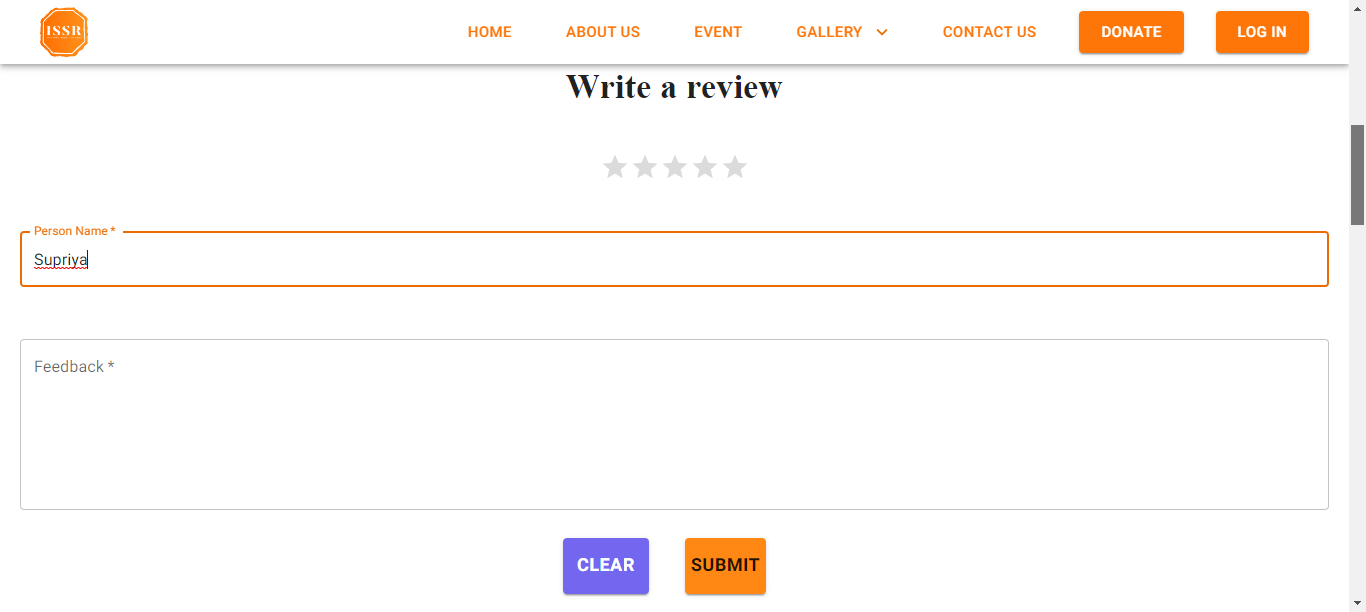 ISSR
HOME ABOUT US EVENT GALLERY CONTACT US DONATE LOG IN
Write a review
Person Name *
Supriya
Feedback *
CLEAR SUBMIT